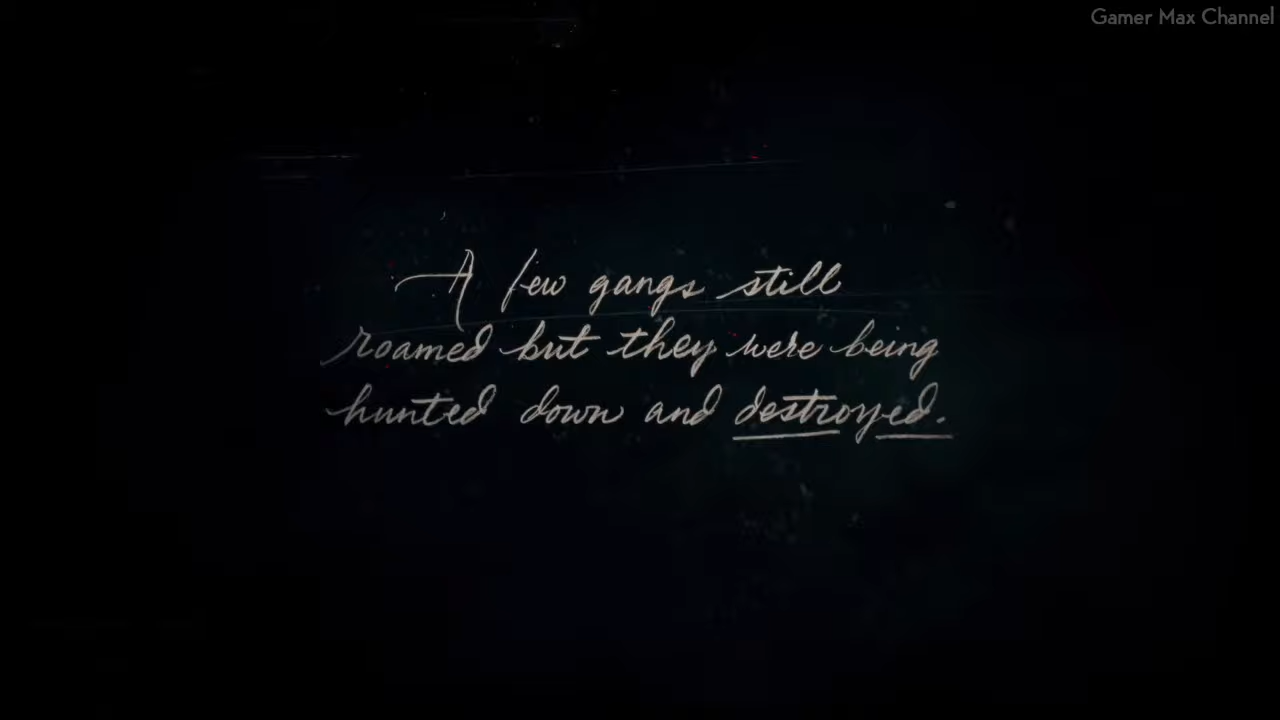 Gamer Max Channel
A few gangs still
roamed but they were being
hunted down and destroyed.